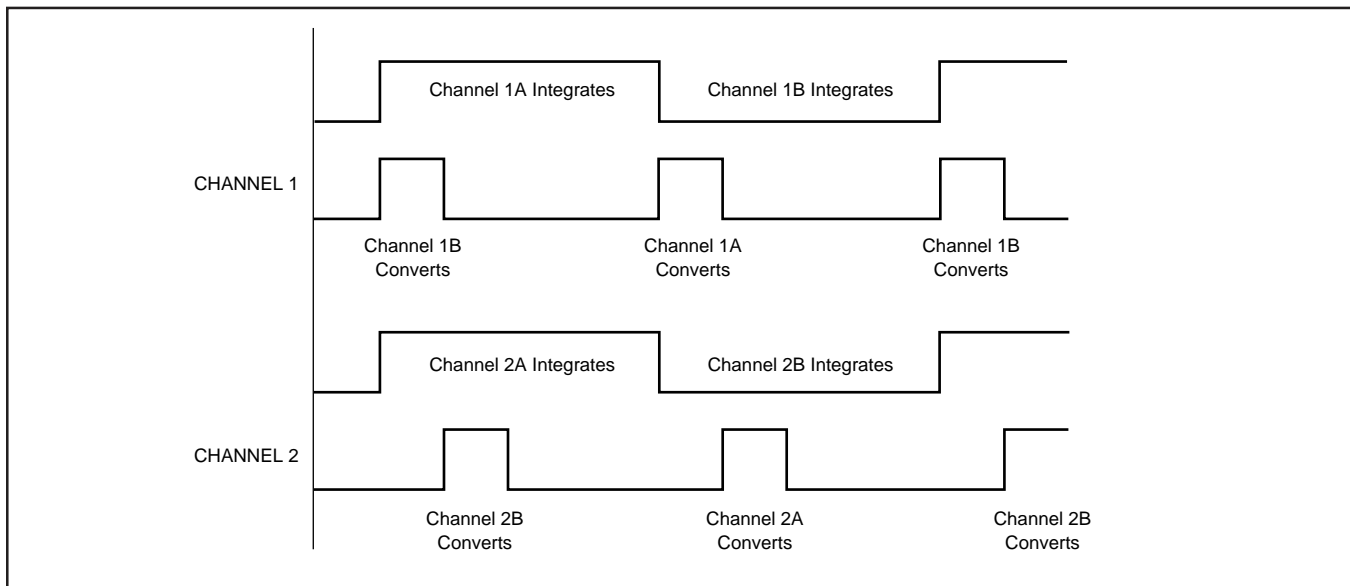 Channel 1A Integrates
Channel 1B Integrates
CHANNEL 1
Channel 1B
Converts
Channel 1A
Converts
Channel 1B
Converts
Channel 2A Integrates
Channel 2B Integrates
CHANNEL 2
Channel 2B
Converts
Channel 2A
Converts
Channel 2B
Converts